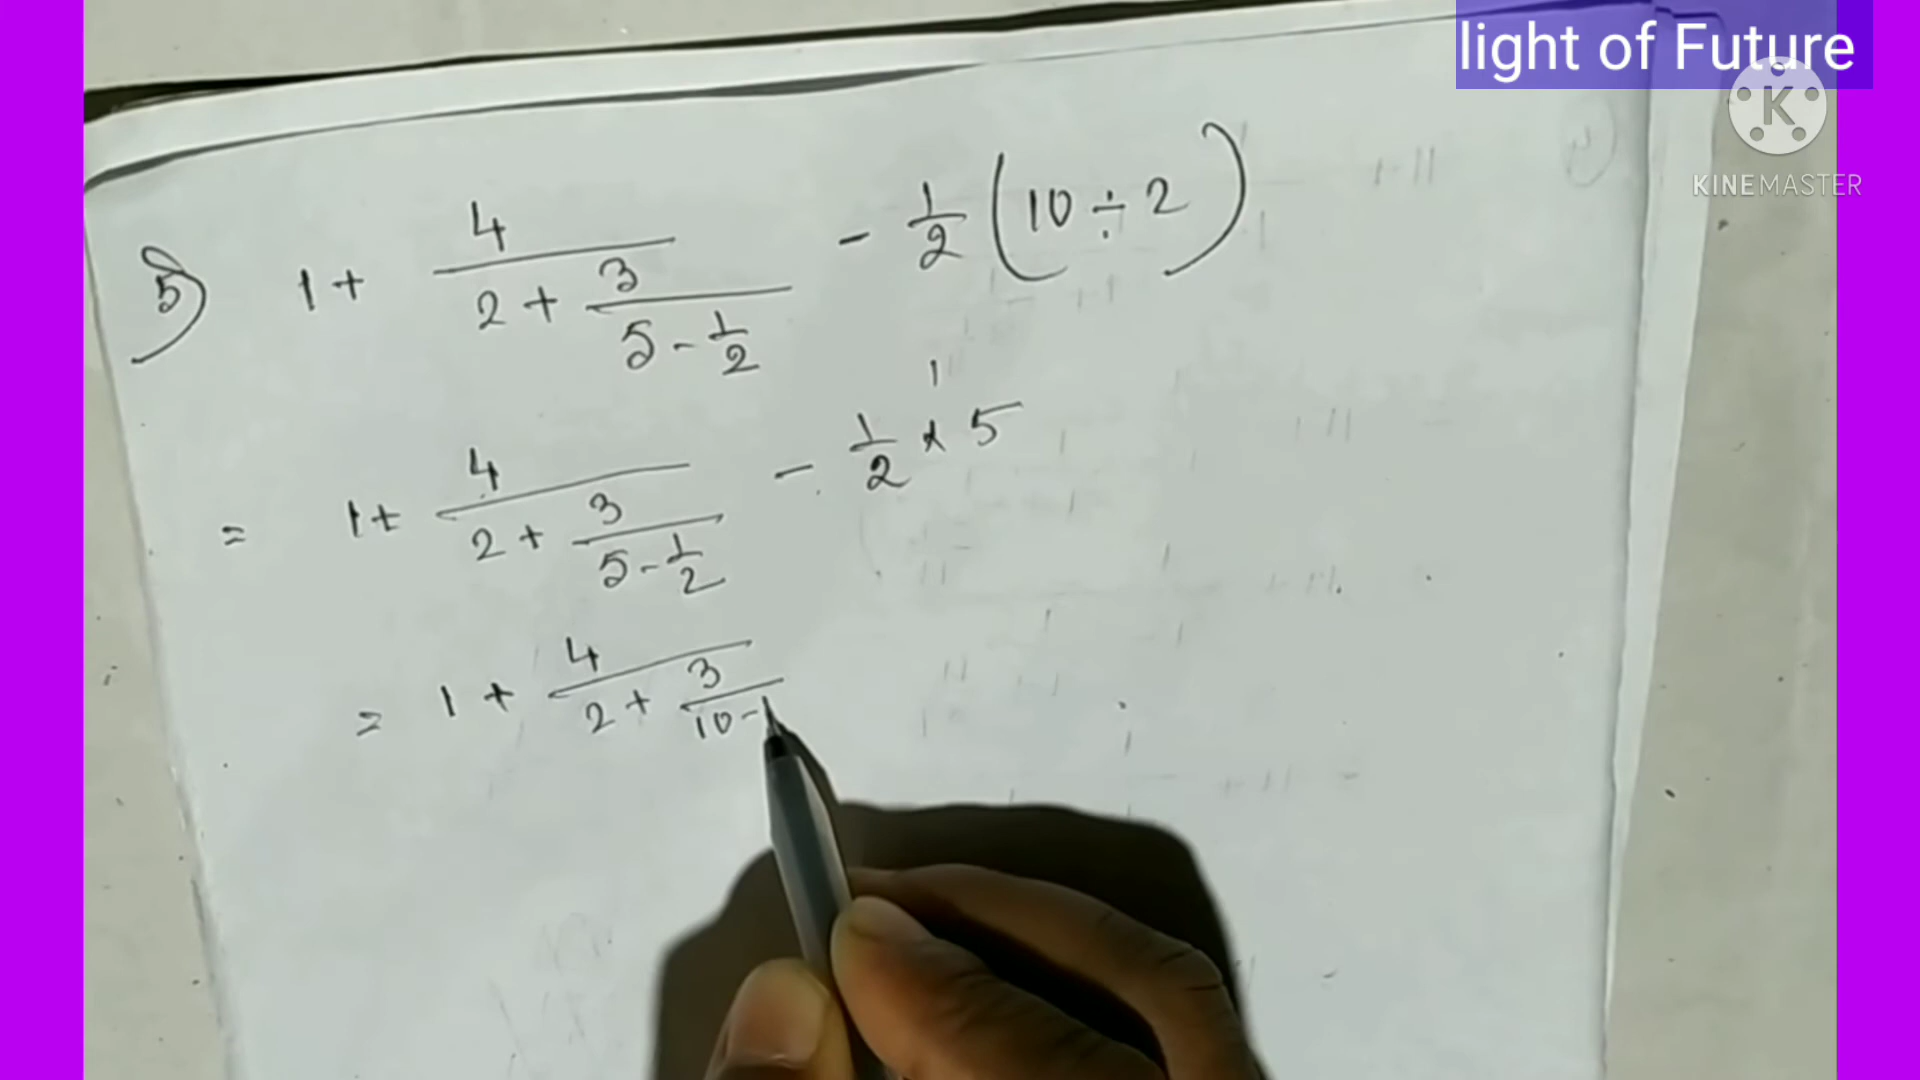 light of Future
KINEMASTER
5) 1 + 4/(2 + 3/(5 - 1/2)) - 1/2 (10 ÷ 2)
= 1 + 4/(2 + 3/(5 - 1/2)) - 1/2 × 5
= 1 + 4/(2 + 3/(10 - 1